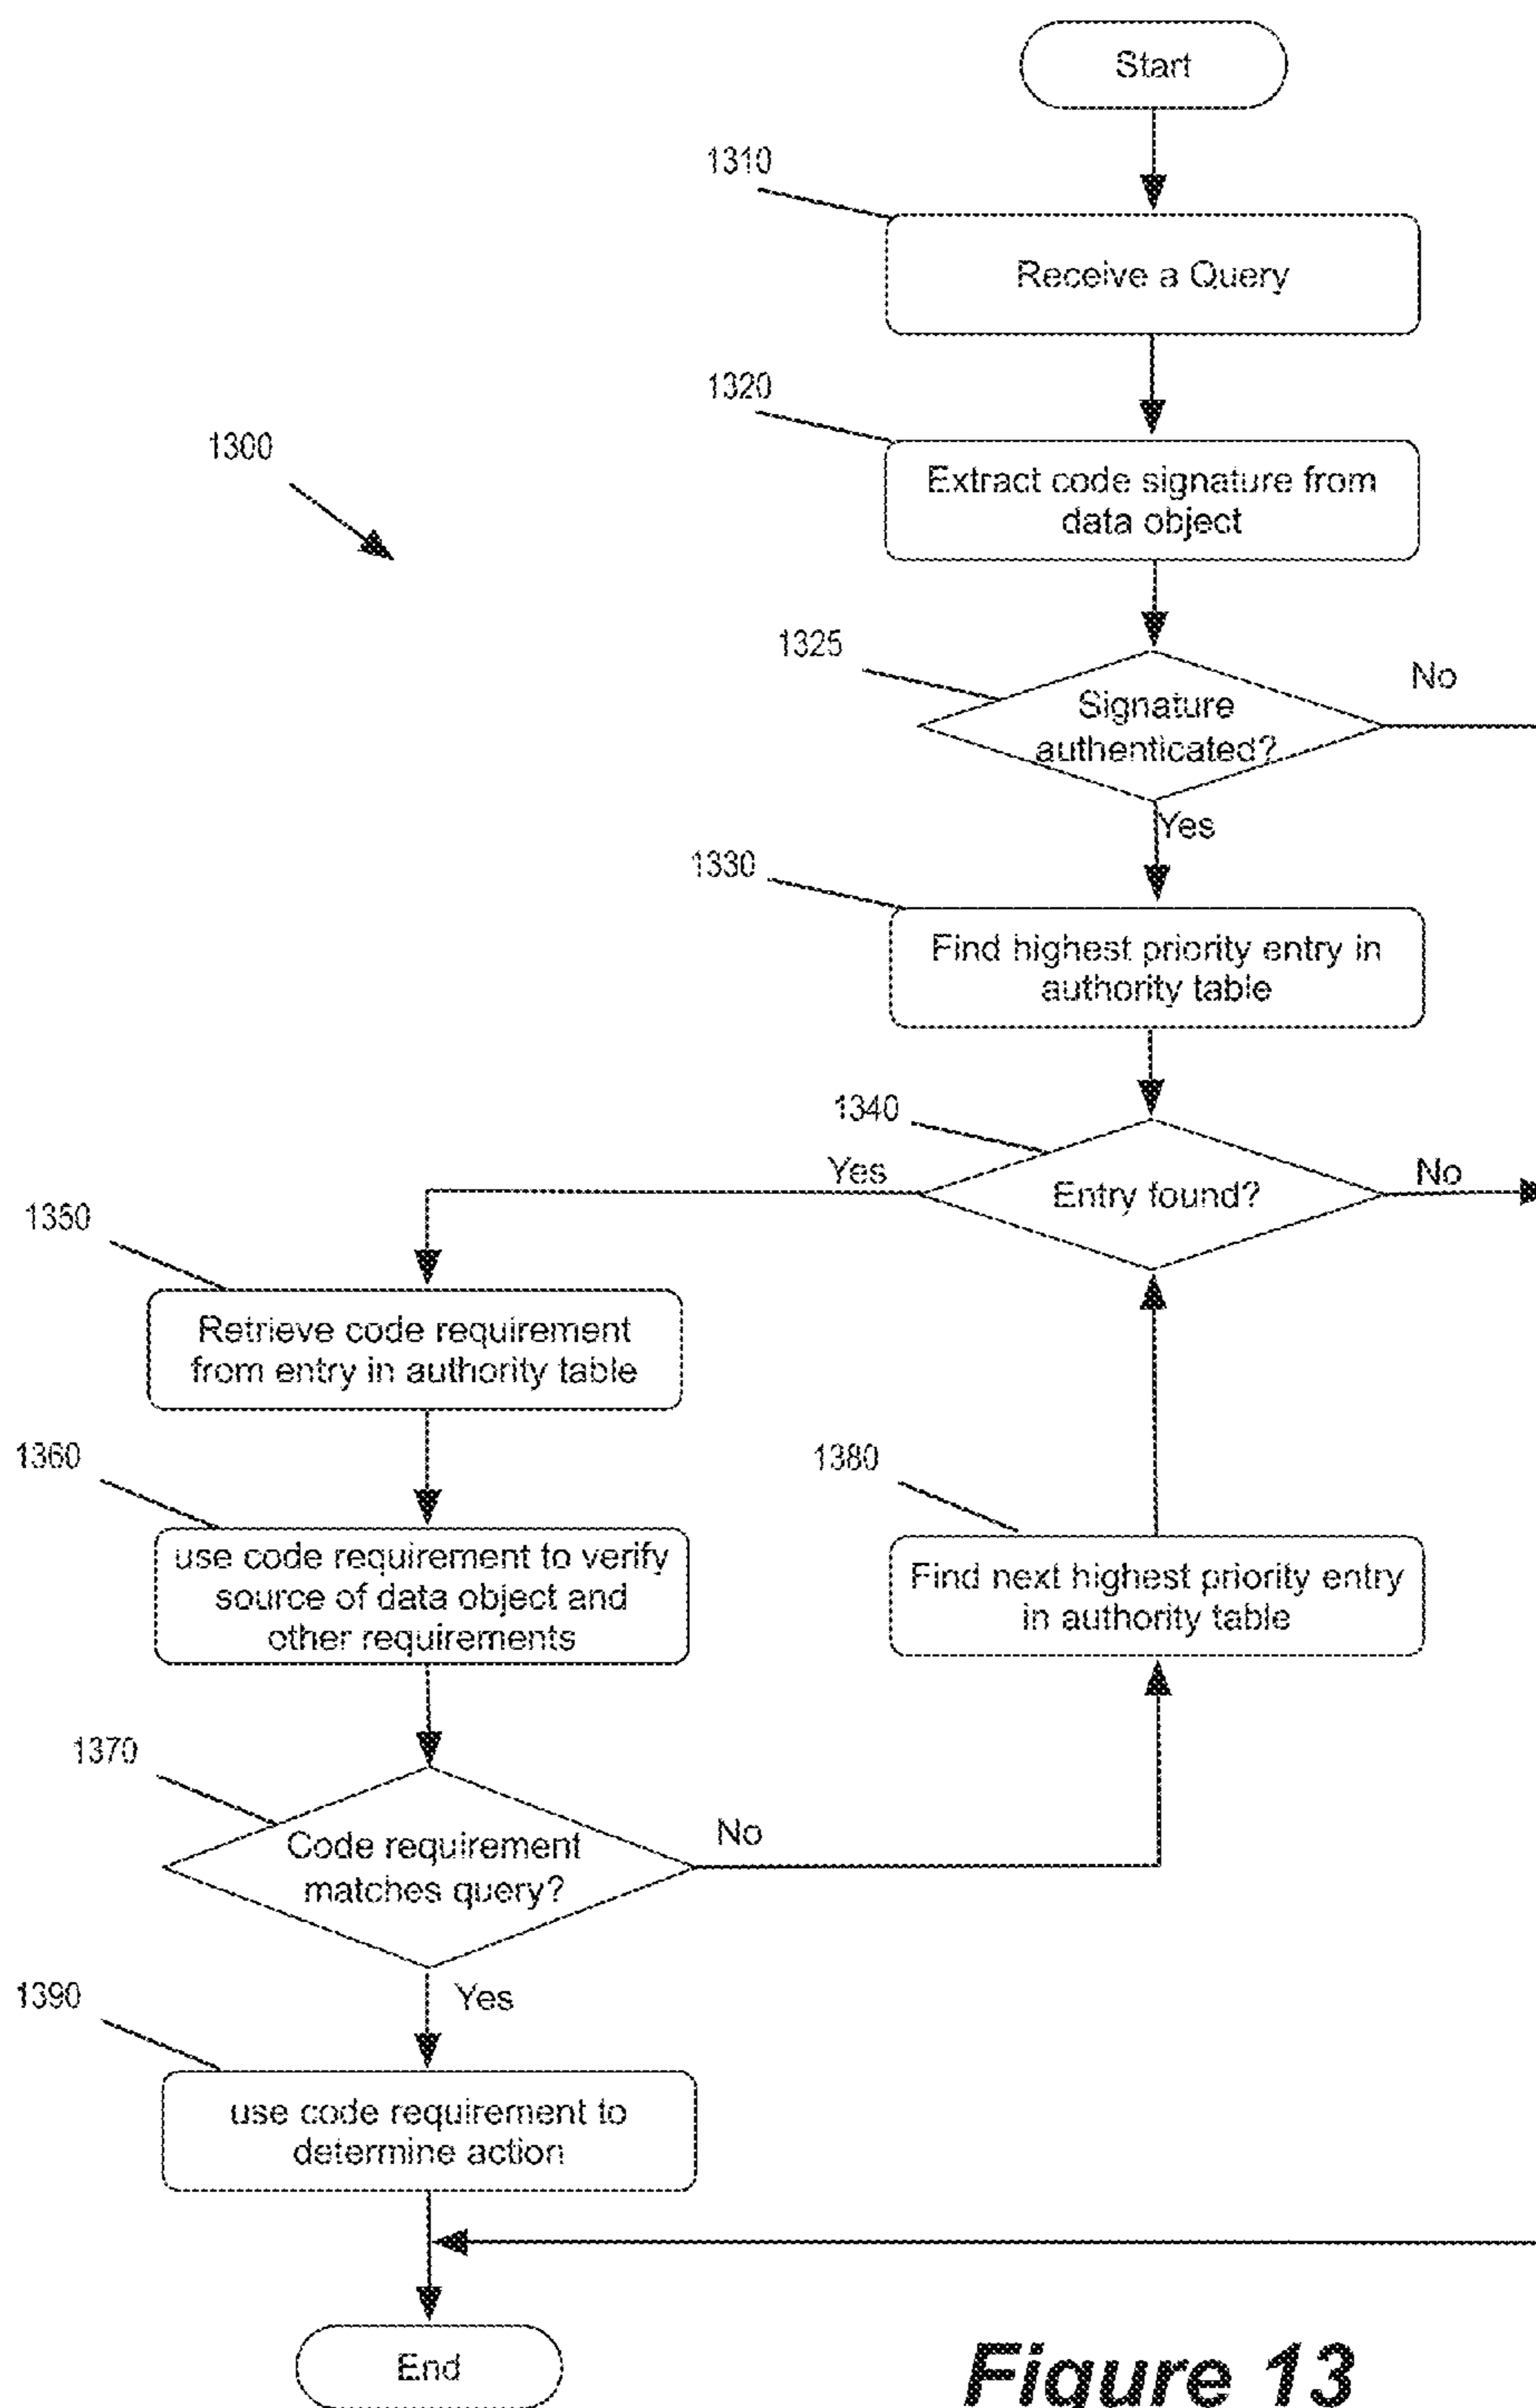 Start
1310
Receive a Query
1320
Extract code signature from
data object
1300
1325
Signature
authenticated?
No
Yes
1330
Find highest priority entry in
authority table
1340
Entry found?
Yes
No
1350
Retrieve code requirement
from entry in authority table
1360
use code requirement to verify
source of data object and
other requirements
1380
Find next highest priority entry
in authority table
1370
Code requirement
matches query?
No
Yes
1390
use code requirement to
determine action
End
Figure 13